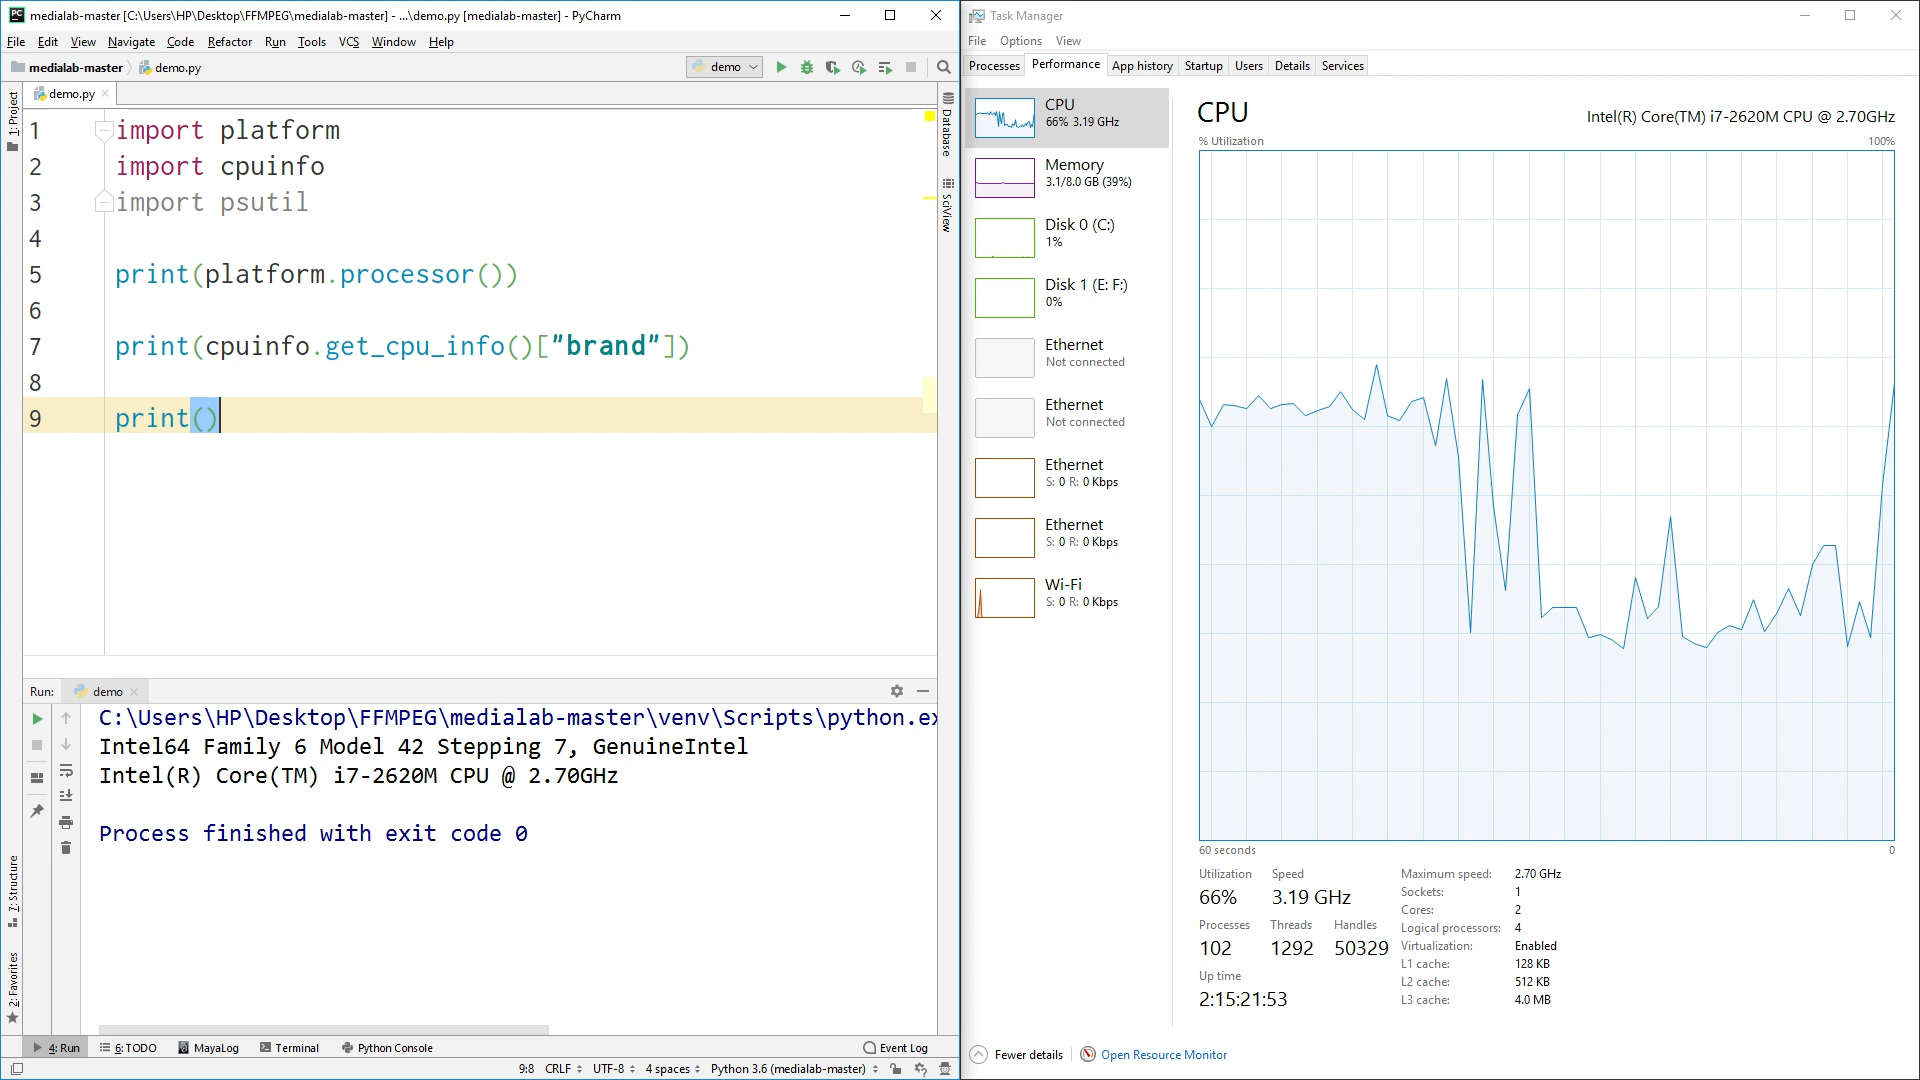 medialab-master [C:\Users\HP\Desktop\FFMPEG\medialab-master] - ...\demo.py [medialab-master] - PyCharm
File Edit View Navigate Code Refactor Run Tools VCS Window Help
medialab-master demo.py
demo
demo.py
1: Project
Database
SciView
1 import platform
2 import cpuinfo
3 import psutil
4
5 print(platform.processor())
6
7 print(cpuinfo.get_cpu_info()["brand"])
8
9 print()
Run: demo
C:\Users\HP\Desktop\FFMPEG\medialab-master\venv\Scripts\python.ex
Intel64 Family 6 Model 42 Stepping 7, GenuineIntel
Intel(R) Core(TM) i7-2620M CPU @ 2.70GHz
Process finished with exit code 0
7: Structure
2: Favorites
4: Run 6: TODO MayaLog Terminal Python Console Event Log
9:8 CRLF UTF-8 4 spaces Python 3.6 (medialab-master)
Task Manager
File Options View
Processes Performance App history Startup Users Details Services
CPU
66% 3.19 GHz
Memory
3.1/8.0 GB (39%)
Disk 0 (C:)
1%
Disk 1 (E: F:)
0%
Ethernet
Not connected
Ethernet
Not connected
Ethernet
S: 0 R: 0 Kbps
Ethernet
S: 0 R: 0 Kbps
Wi-Fi
S: 0 R: 0 Kbps
CPU Intel(R) Core(TM) i7-2620M CPU @ 2.70GHz
% Utilization 100%
60 seconds 0
Utilization Speed
66% 3.19 GHz
Processes Threads Handles
102 1292 50329
Up time
2:15:21:53
Maximum speed: 2.70 GHz
Sockets: 1
Cores: 2
Logical processors: 4
Virtualization: Enabled
L1 cache: 128 KB
L2 cache: 512 KB
L3 cache: 4.0 MB
Fewer details Open Resource Monitor